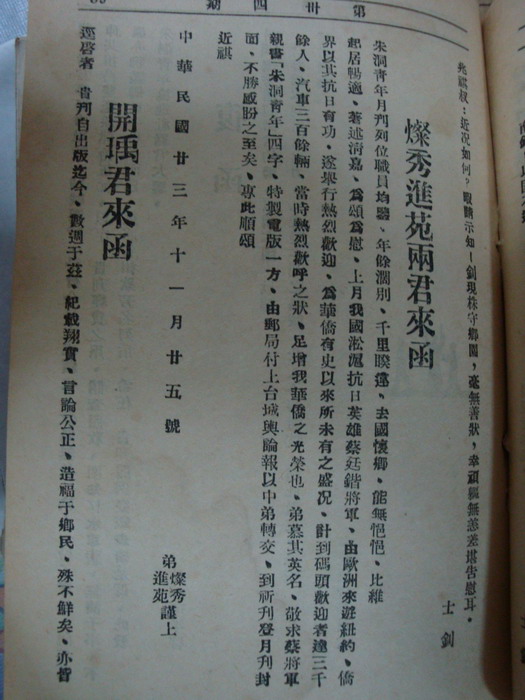 第卅四期
兆祺叔：近況如何？暇請示知！釗現株守鄉閭，毫無善狀，幸頑軀無恙差堪告慰耳。
士釗
燦秀進苑兩君來函
朱洞青年月刊列位職員均鑒、年餘濶別、千里睽違、去國懷鄉、能無悒悒、比維
起居暢適、著述清嘉、爲頌爲慰、上月我國淞滬抗日英雄蔡廷鍇將軍、由歐洲來遊紐約、僑
界以其抗日有功、遂舉行熱烈歡迎、爲華僑有史以來所未有之盛況、計到碼頭歡迎者達三千
餘人、汽車三百餘輛、當時熱烈歡呼之狀、足增我華僑之光榮也、弟慕其英名、敬求蔡將軍
親書「朱洞青年」四字、特製電版一方、由郵局付上台城輿論報以中弟轉交、到祈刊登月刊封
面、不勝感盼之至矣、專此順頌
近祺
弟燦秀
進苑謹上
中華民國廿三年十一月廿五號
開瑀君來函
逕啓者　貴刊自出版迄今、數週于茲、紀載翔實、言論公正、造福于鄉民、殊不鮮矣、亦皆